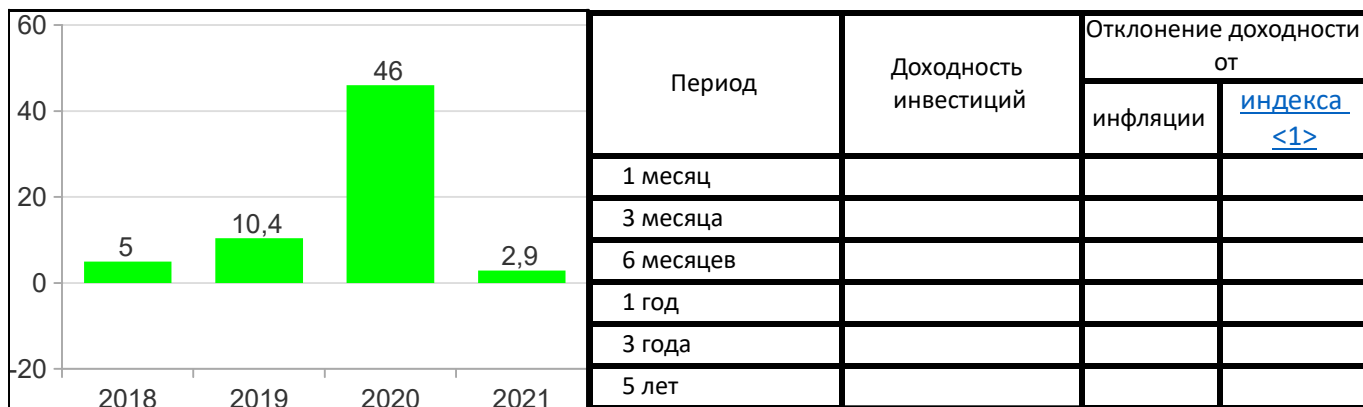 60
40
20
0
-20
5
10,4
46
2,9
2018
2019
2020
2021
Период
Доходность
инвестиций
Отклонение доходности
от
инфляции
индекса
<1>
1 месяц
3 месяца
6 месяцев
1 год
3 года
5 лет